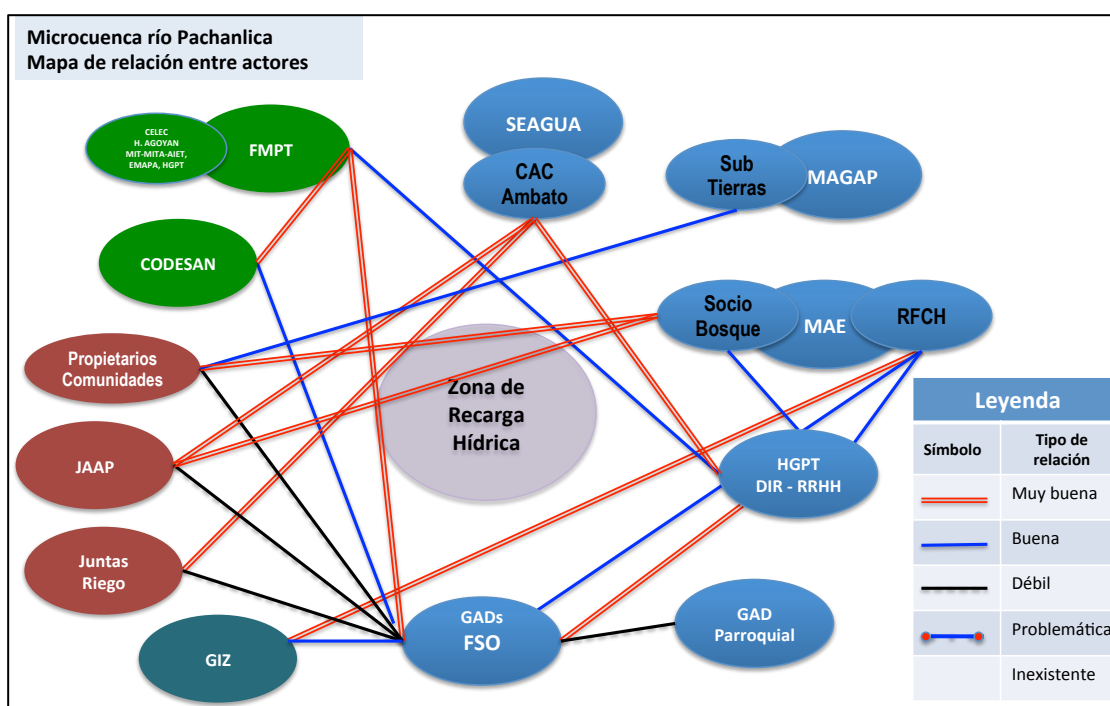 Microcuenca río Pachanlica
Mapa de relación entre actores
CELEC
H. AGOYAN
MIT-MITA-AIET,
EMAPA, HGPT
FMPT
SEAGUA
CAC
Ambato
Sub
Tierras
MAGAP
CODESAN
Socio
Bosque
MAE
RFCH
Propietarios
Comunidades
Zona de
Recarga
Hídrica
JAAP
HGPT
DIR - RRHH
Juntas
Riego
GIZ
GADs
FSO
GAD
Parroquial
Leyenda
Símbolo
Tipo de
relación
Muy buena
Buena
Débil
Problemática
Inexistente